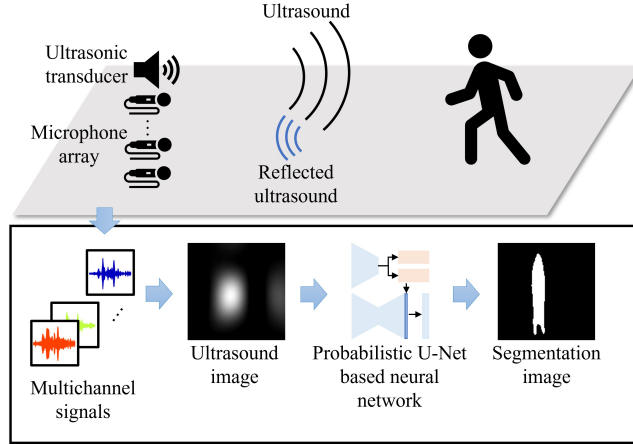 Ultrasound
Ultrasonic
transducer
Microphone
array
Reflected
ultrasound
Multichannel
signals
Ultrasound
image
Probabilistic U-Net
based neural
network
Segmentation
image